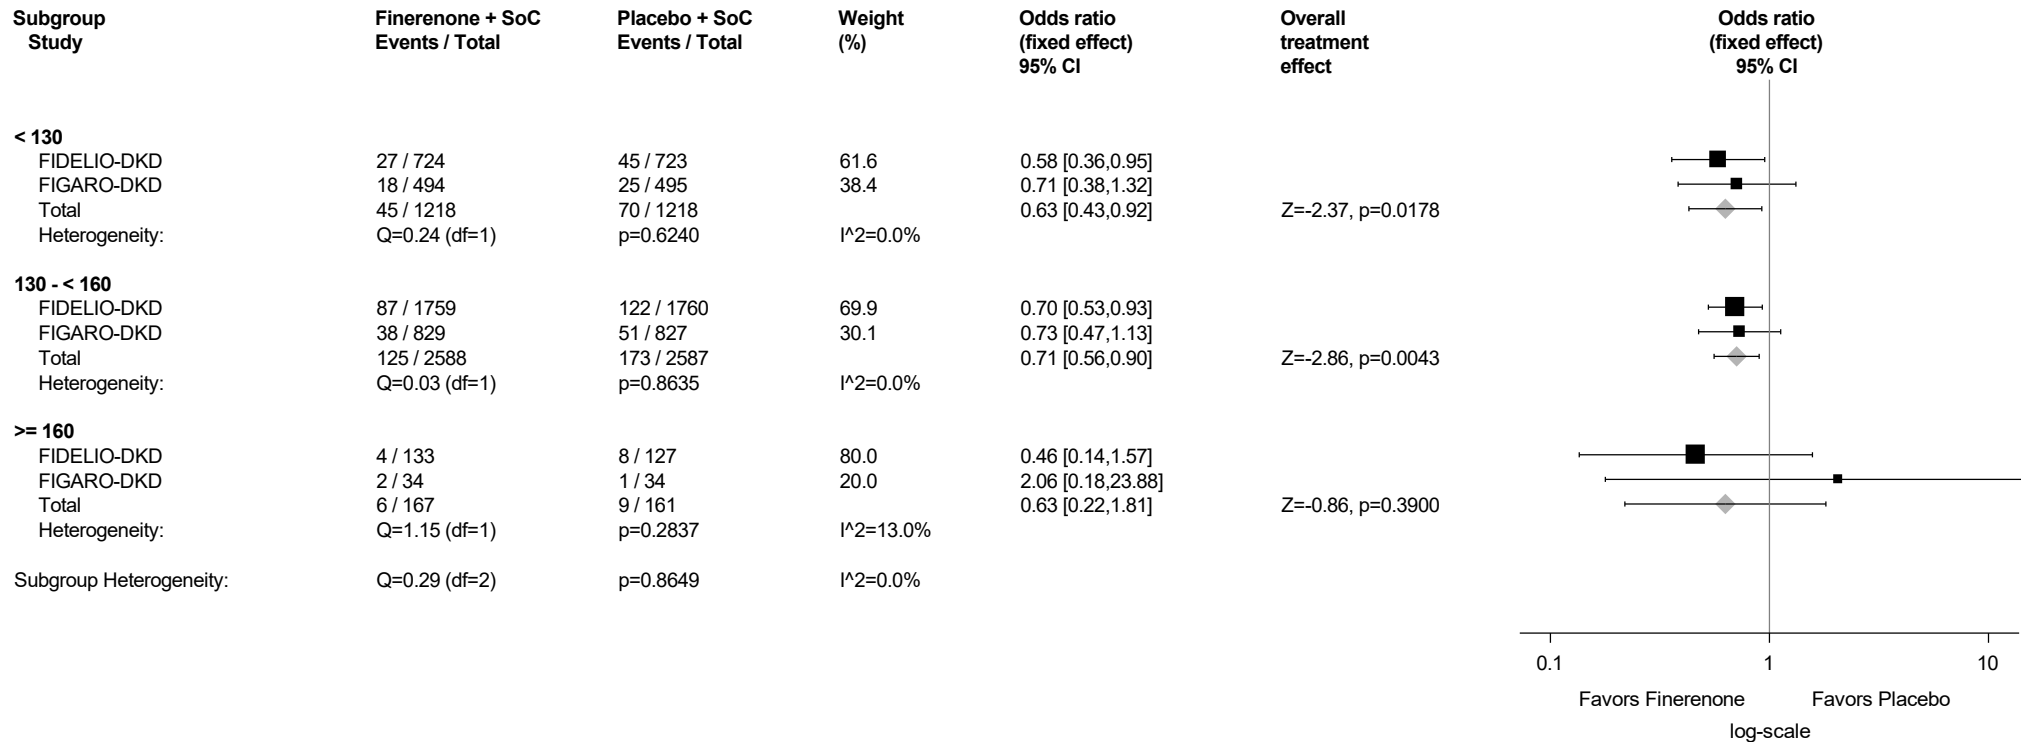 Subgroup Finerenone + SoC Placebo + SoC Weight Odds ratio Overall Odds ratio
Study Events / Total Events / Total (%) (fixed effect) treatment (fixed effect)
95% CI effect 95% CI
< 130
FIDELIO-DKD 27 / 724 45 / 723 61.6 0.58 [0.36,0.95]
FIGARO-DKD 18 / 494 25 / 495 38.4 0.71 [0.38,1.32]
Total 45 / 1218 70 / 1218 0.63 [0.43,0.92] Z=-2.37, p=0.0178
Heterogeneity: Q=0.24 (df=1) p=0.6240 I^2=0.0%
130 - < 160
FIDELIO-DKD 87 / 1759 122 / 1760 69.9 0.70 [0.53,0.93]
FIGARO-DKD 38 / 829 51 / 827 30.1 0.73 [0.47,1.13]
Total 125 / 2588 173 / 2587 0.71 [0.56,0.90] Z=-2.86, p=0.0043
Heterogeneity: Q=0.03 (df=1) p=0.8635 I^2=0.0%
>= 160
FIDELIO-DKD 4 / 133 8 / 127 80.0 0.46 [0.14,1.57]
FIGARO-DKD 2 / 34 1 / 34 20.0 2.06 [0.18,23.88]
Total 6 / 167 9 / 161 0.63 [0.22,1.81] Z=-0.86, p=0.3900
Heterogeneity: Q=1.15 (df=1) p=0.2837 I^2=13.0%
Subgroup Heterogeneity: Q=0.29 (df=2) p=0.8649 I^2=0.0%
0.1 1 10
Favors Finerenone Favors Placebo
log-scale